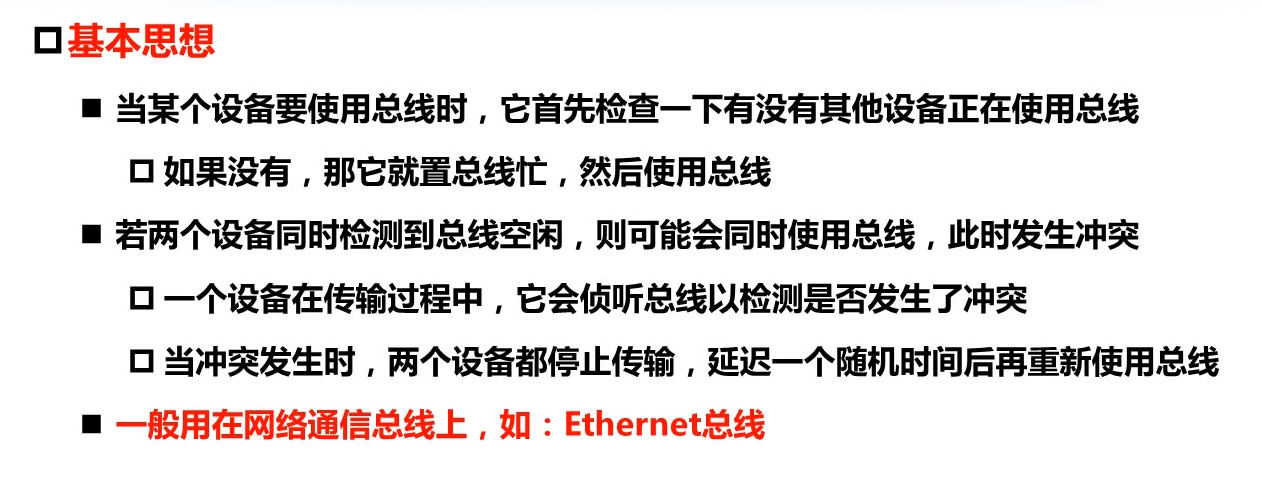 基本思想
当某个设备要使用总线时，它首先检查一下有没有其他设备正在使用总线
如果没有，那它就置总线忙，然后使用总线
若两个设备同时检测到总线空闲，则可能会同时使用总线，此时发生冲突
一个设备在传输过程中，它会侦听总线以检测是否发生了冲突
当冲突发生时，两个设备都停止传输，延迟一个随机时间后再重新使用总线
一般用在网络通信总线上，如：Ethernet总线